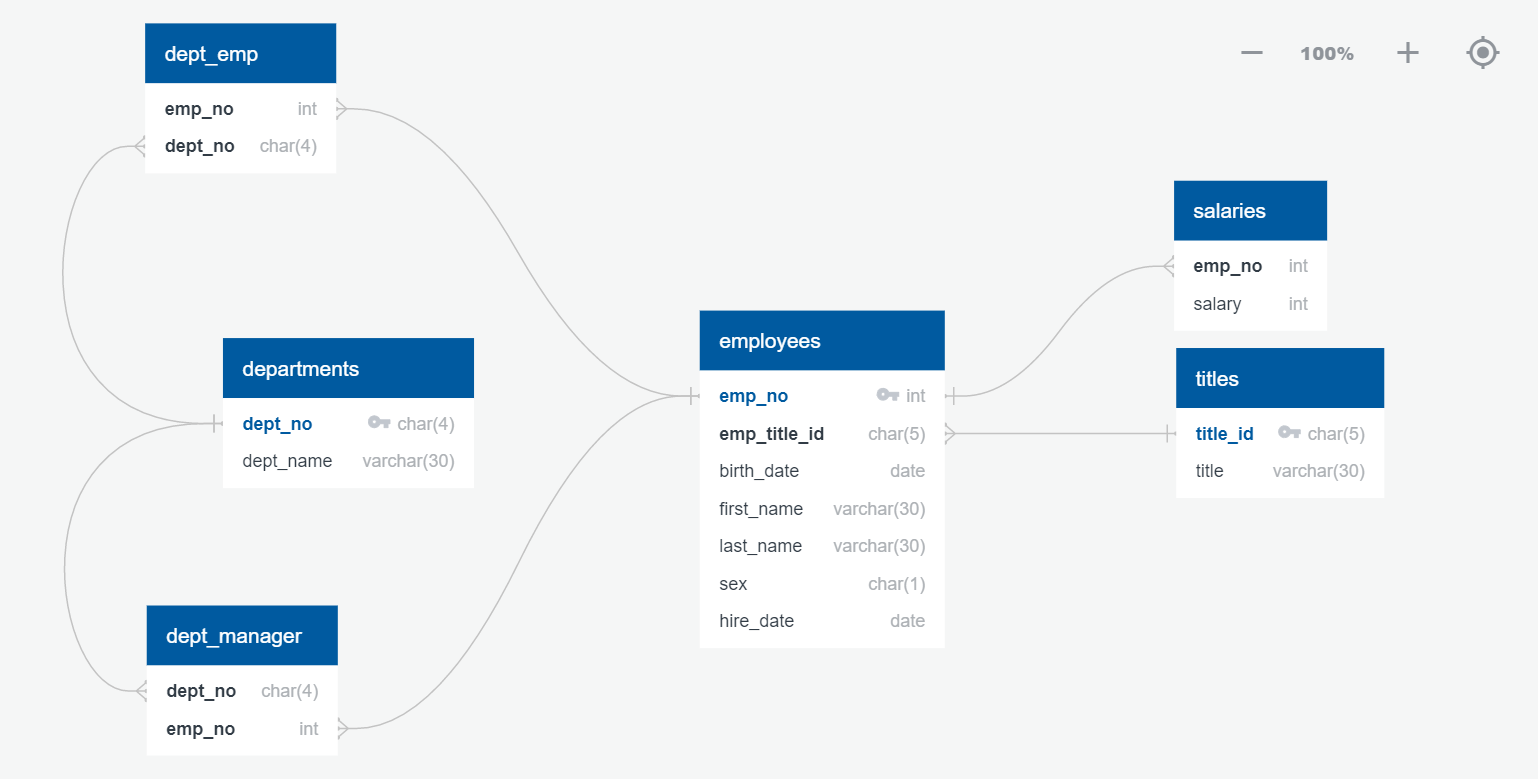 dept_emp
emp_no int
dept_no char(4)
100%
salaries
emp_no int
salary int
departments
dept_no char(4)
dept_name varchar(30)
employees
emp_no int
emp_title_id char(5)
birth_date date
first_name varchar(30)
last_name varchar(30)
sex char(1)
hire_date date
titles
title_id char(5)
title varchar(30)
dept_manager
dept_no char(4)
emp_no int